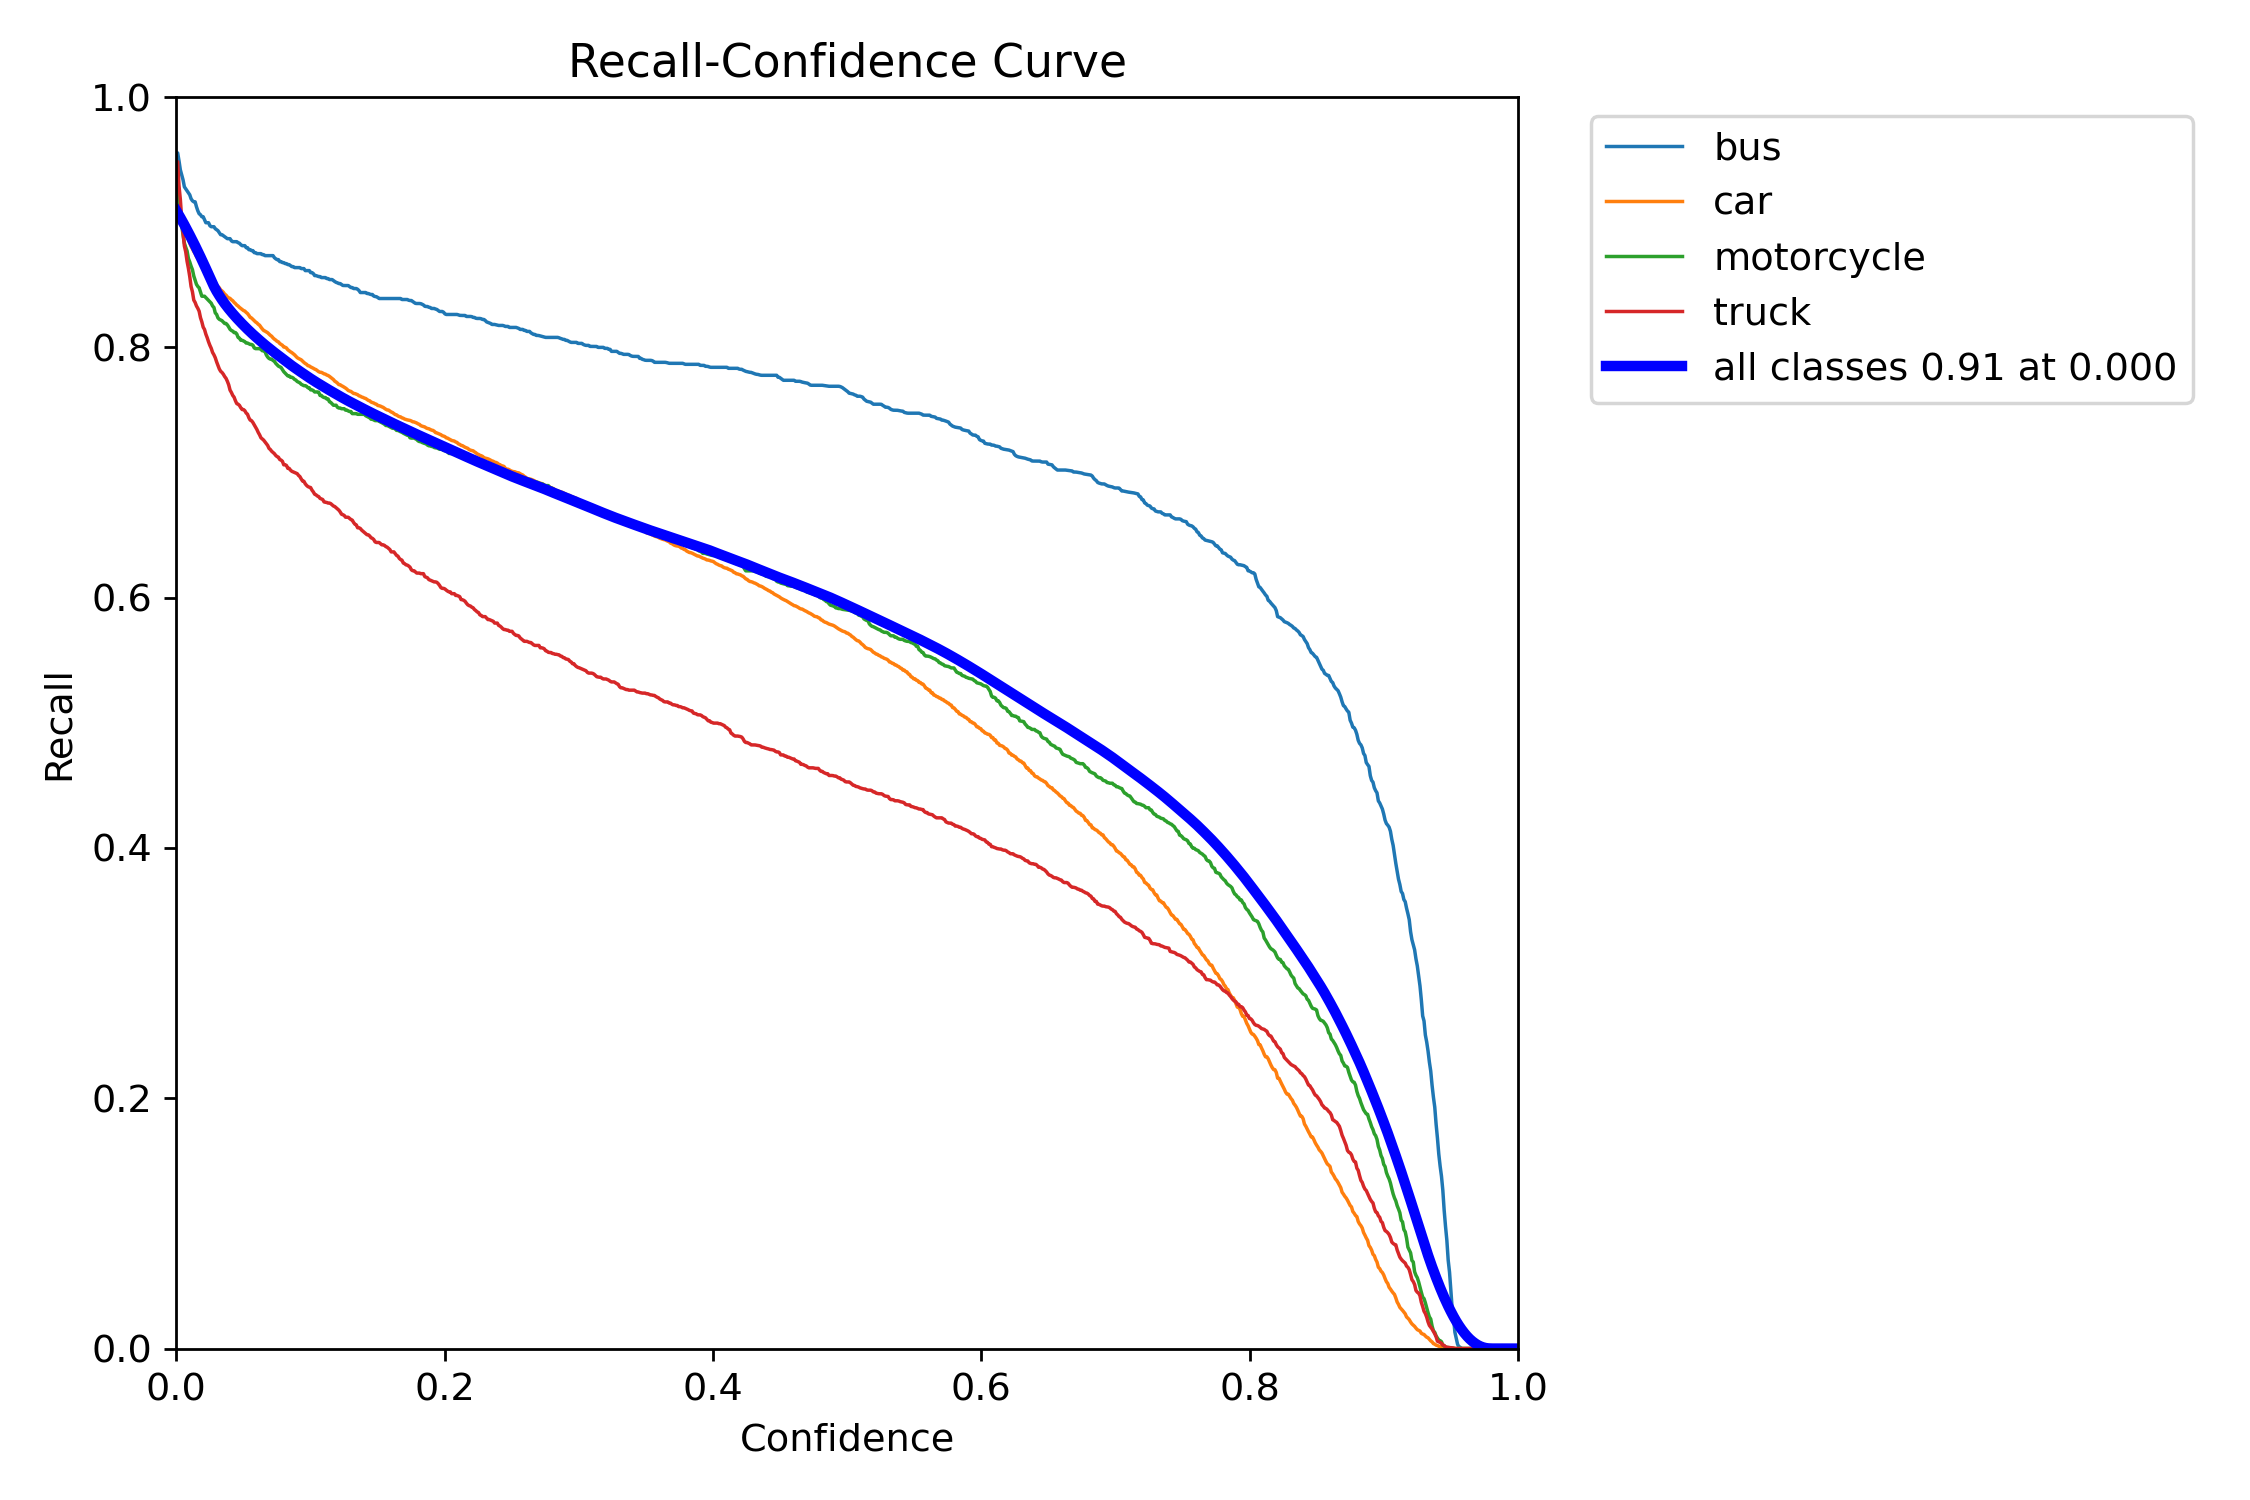 Recall-Confidence Curve
1.0
0.8
0.6
0.4
0.2
0.0
Recall
0.0 0.2 0.4 0.6 0.8 1.0
Confidence
bus
car
motorcycle
truck
all classes 0.91 at 0.000